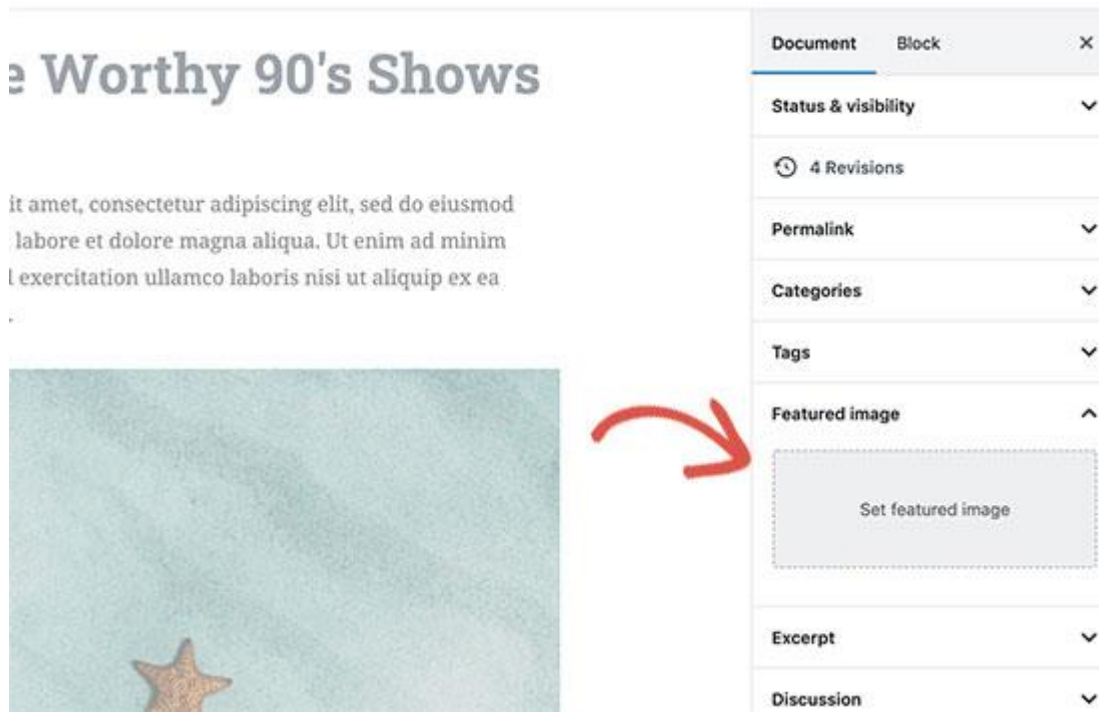 e Worthy 90's Shows
it amet, consectetur adipiscing elit, sed do eiusmod
labore et dolore magna aliqua. Ut enim ad minim
exercitation ullamco laboris nisi ut aliquip ex ea
Document Block
Status & visibility
4 Revisions
Permalink
Categories
Tags
Featured image
Set featured image
Excerpt
Discussion